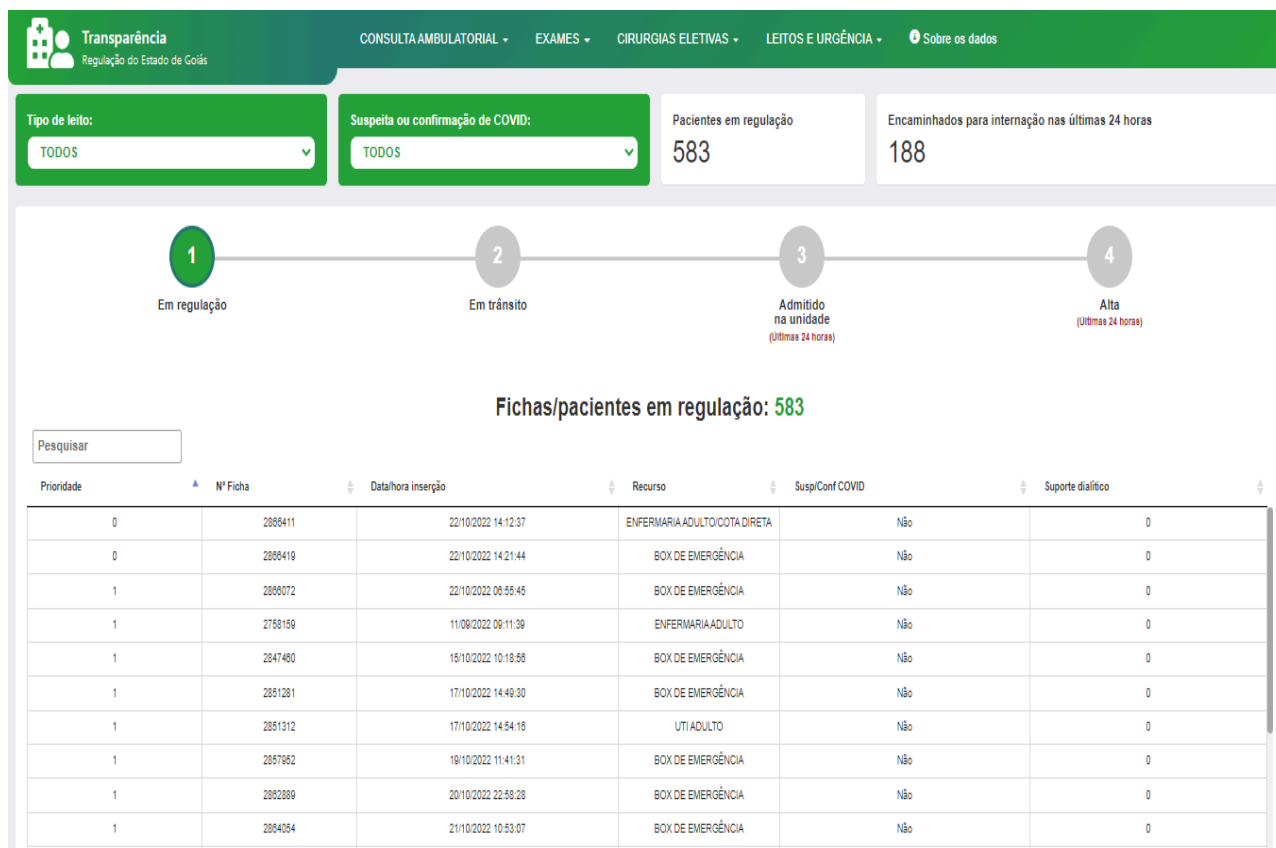 Transparência
Regulação do Estado de Goiás
CONSULTA AMBULATORIAL EXAMES CIRURGIAS ELETIVAS LEITOS E URGÊNCIA Sobre os dados
Tipo de leito:
TODOS
Suspeita ou confirmação de COVID:
TODOS
Pacientes em regulação
583
Encaminhados para internação nas últimas 24 horas
188
1 2 3 4
Em regulação Em trânsito Admitido na unidade (Últimas 24 horas) Alta (Últimas 24 horas)
Fichas/pacientes em regulação: 583
Pesquisar
Prioridade Nº Ficha Data/hora inserção Recurso Susp/Conf COVID Suporte dialítico
0 2866411 22/10/2022 14:12:37 ENFERMARIA ADULTO/COTA DIRETA Não 0
0 2866419 22/10/2022 14:21:44 BOX DE EMERGÊNCIA Não 0
1 2866072 22/10/2022 06:55:45 BOX DE EMERGÊNCIA Não 0
1 2758159 11/09/2022 09:11:39 ENFERMARIA ADULTO Não 0
1 2847460 15/10/2022 10:18:56 BOX DE EMERGÊNCIA Não 0
1 2851281 17/10/2022 14:49:30 BOX DE EMERGÊNCIA Não 0
1 2851312 17/10/2022 14:54:16 UTI ADULTO Não 0
1 2857952 19/10/2022 11:41:31 BOX DE EMERGÊNCIA Não 0
1 2862889 20/10/2022 22:58:28 BOX DE EMERGÊNCIA Não 0
1 2864054 21/10/2022 10:53:07 BOX DE EMERGÊNCIA Não 0